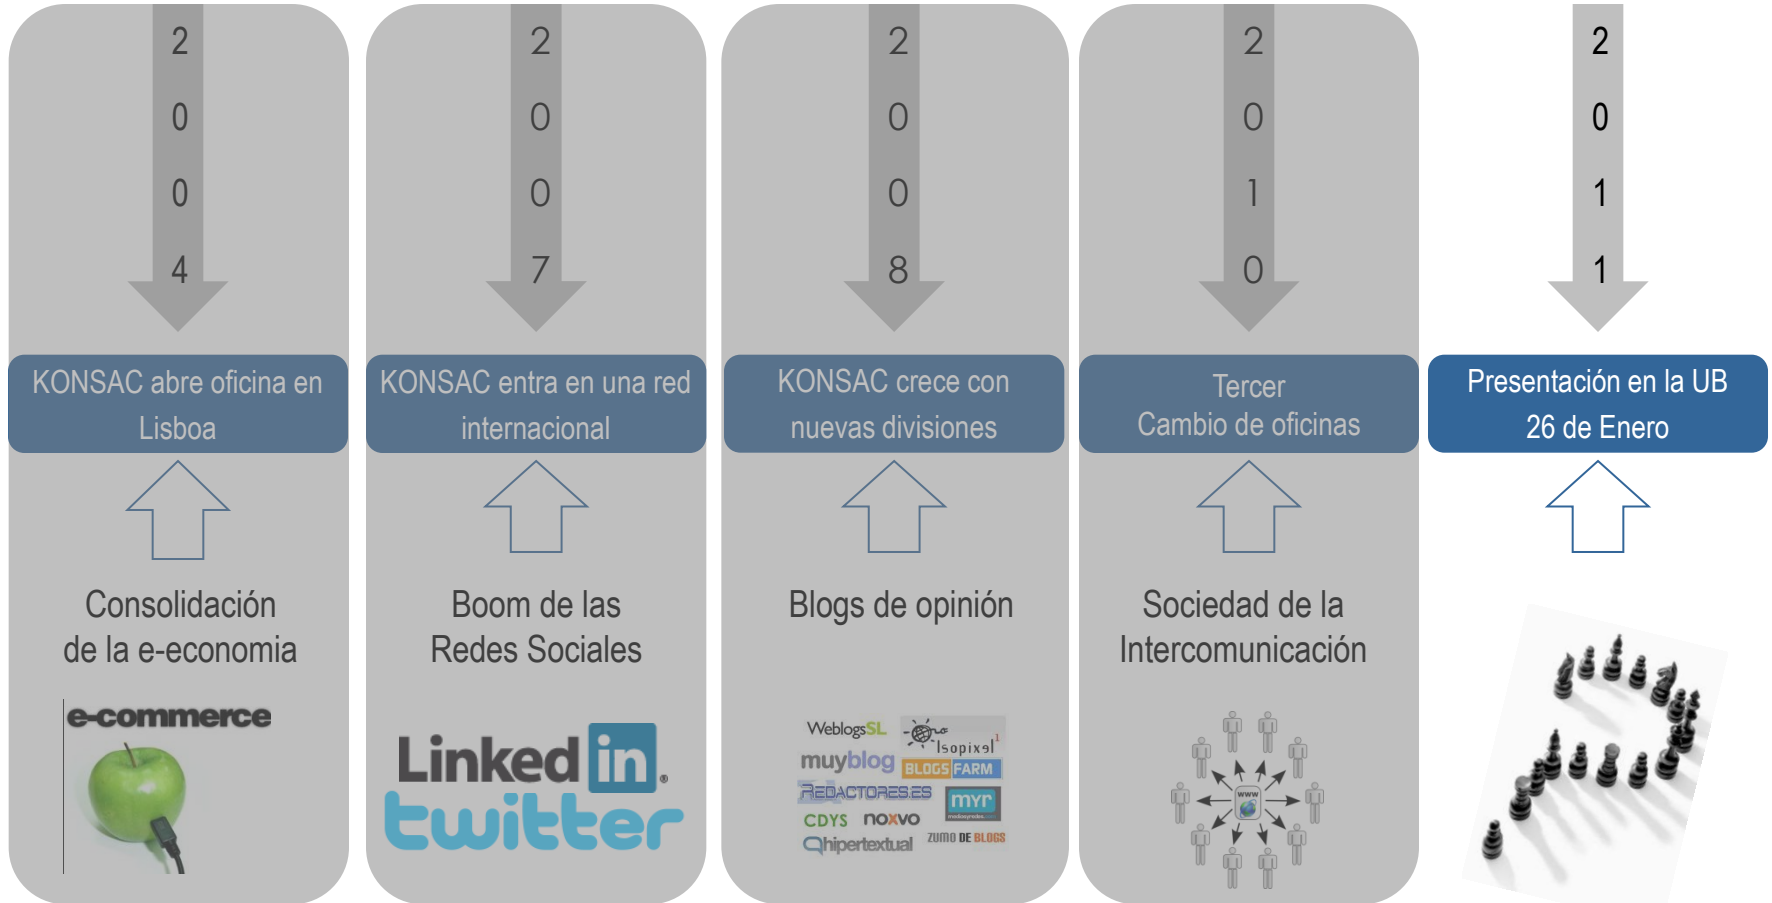 2
0
0
4
KONSAC abre oficina en
Lisboa
Consolidación
de la e-economia
e-commerce
2
0
0
7
KONSAC entra en una red
internacional
Boom de las
Redes Sociales
Linked in.
twitter
2
0
0
8
KONSAC crece con
nuevas divisiones
Blogs de opinión
WeblogsSL
Isopixel 1
muyblog
BLOGS FARM
REDACTORES.ES
myr
CDYS
noxvo
hipertextual
ZUMO DE BLOGS
2
0
1
0
Tercer
Cambio de oficinas
Sociedad de la
Intercomunicación
www
2
0
1
1
Presentación en la UB
26 de Enero